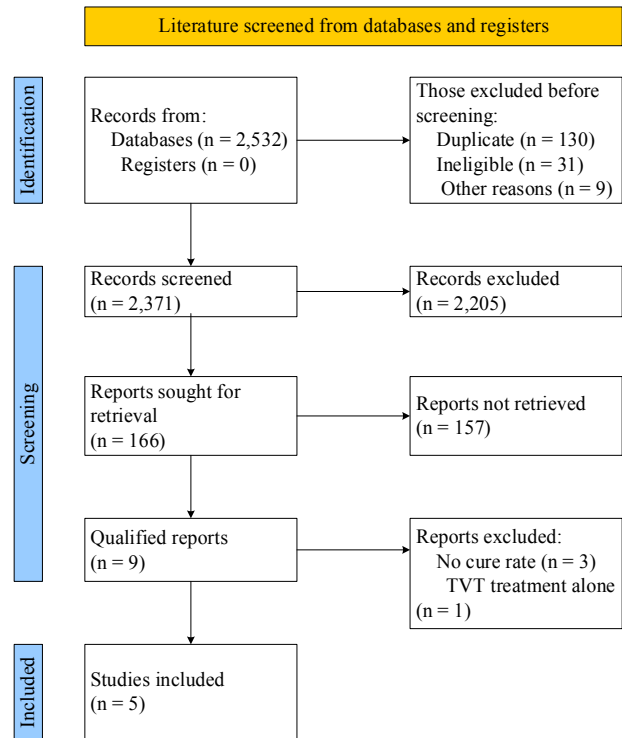 Literature screened from databases and registers
Identification
Records from:
Databases (n = 2,532)
Registers (n = 0)
Those excluded before
screening:
Duplicate (n = 130)
Ineligible (n = 31)
Other reasons (n = 9)
Screening
Records screened
(n = 2,371)
Records excluded
(n = 2,205)
Reports sought for
retrieval
(n = 166)
Reports not retrieved
(n = 157)
Qualified reports
(n = 9)
Reports excluded:
No cure rate (n = 3)
TVT treatment alone
(n = 1)
Included
Studies included
(n = 5)